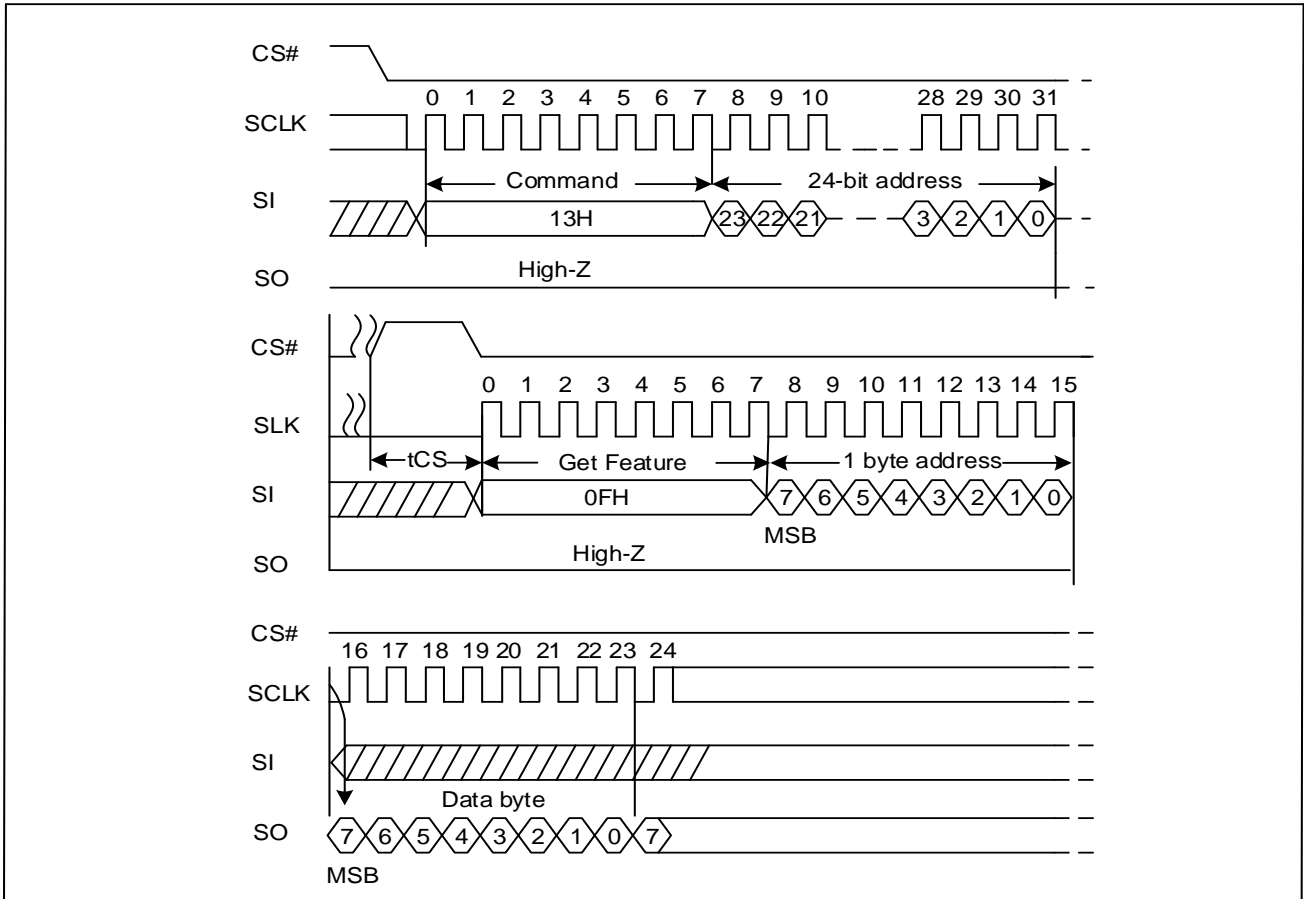 CS#
0 1 2 3 4 5 6 7 8 9 10 28 29 30 31
SCLK
Command 24-bit address
SI
13H 23 22 21 3 2 1 0
High-Z
SO
CS#
0 1 2 3 4 5 6 7 8 9 10 11 12 13 14 15
SLK
tCS Get Feature 1 byte address
SI
0FH 7 6 5 4 3 2 1 0
MSB
High-Z
SO
CS#
16 17 18 19 20 21 22 23 24
SCLK
SI
Data byte
SO 7 6 5 4 3 2 1 0 7
MSB